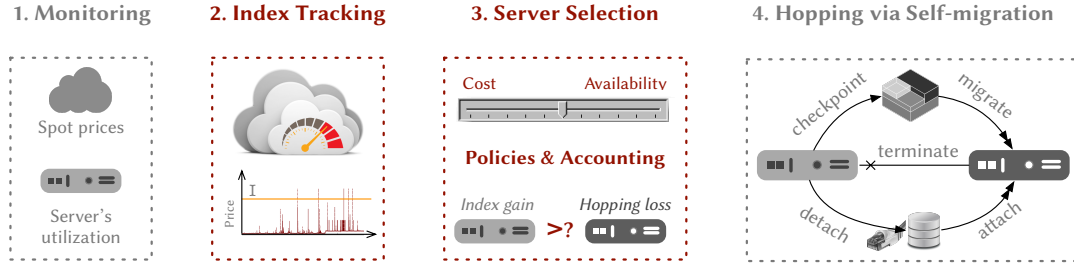 1. Monitoring
2. Index Tracking
3. Server Selection
4. Hopping via Self-migration
Spot prices
Server's
utilization
I
Price
Cost
Availability
Policies & Accounting
Index gain
>?
Hopping loss
checkpoint
migrate
terminate
detach
attach